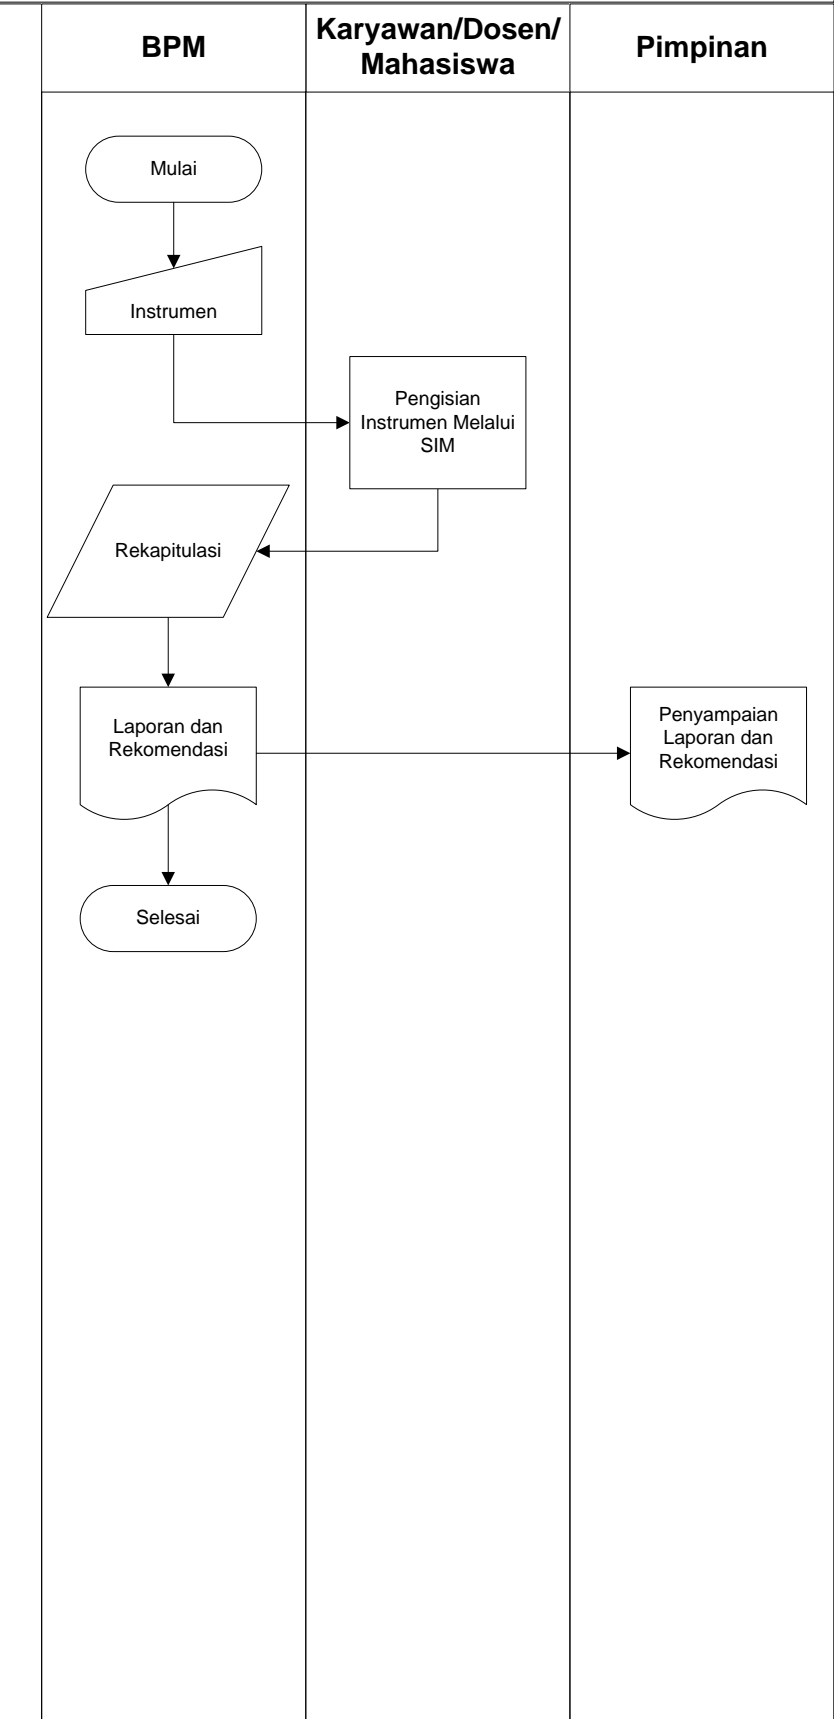 BPM
Karyawan/Dosen/
Mahasiswa
Pimpinan
Mulai
Instrumen
Pengisian
Instrumen Melalui
SIM
Rekapitulasi
Laporan dan
Rekomendasi
Penyampaian
Laporan dan
Rekomendasi
Selesai